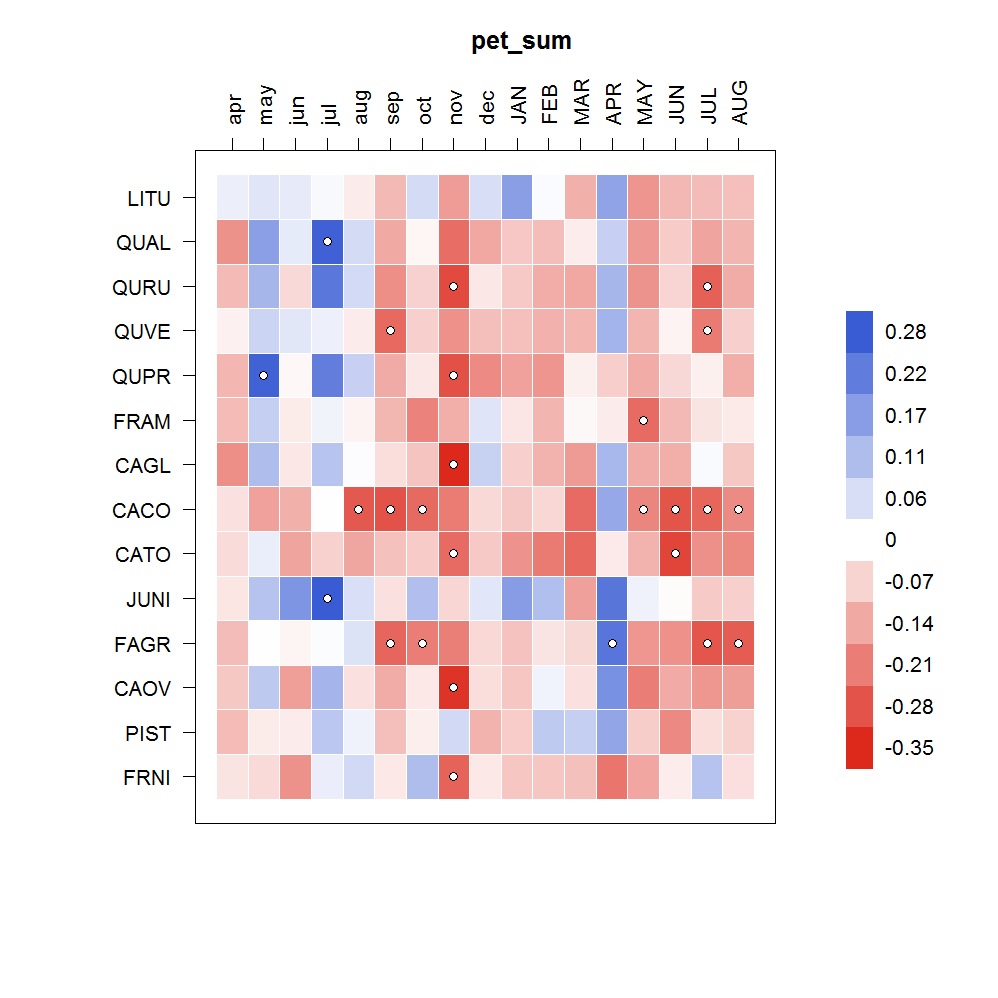 pet_sum
apr may jun jul aug sep oct nov dec JAN FEB MAR APR MAY JUN JUL AUG
LITU
QUAL
QURU
QUVE
QUPR
FRAM
CAGL
CACO
CATO
JUNI
FAGR
CAOV
PIST
FRNI
0.28
0.22
0.17
0.11
0.06
0
-0.07
-0.14
-0.21
-0.28
-0.35